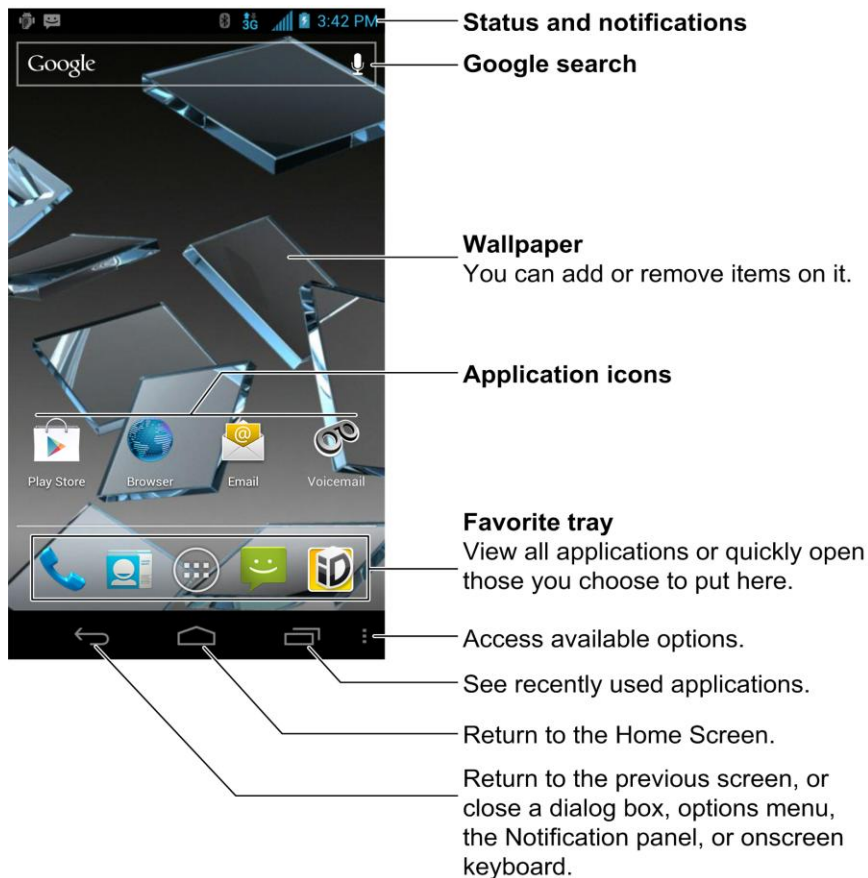 3G 3:42 PM
Status and notifications
Google
Google search
Wallpaper
You can add or remove items on it.
Application icons
Play Store Browser Email Voicemail
Favorite tray
View all applications or quickly open
those you choose to put here.
iD
Access available options.
See recently used applications.
Return to the Home Screen.
Return to the previous screen, or
close a dialog box, options menu,
the Notification panel, or onscreen
keyboard.